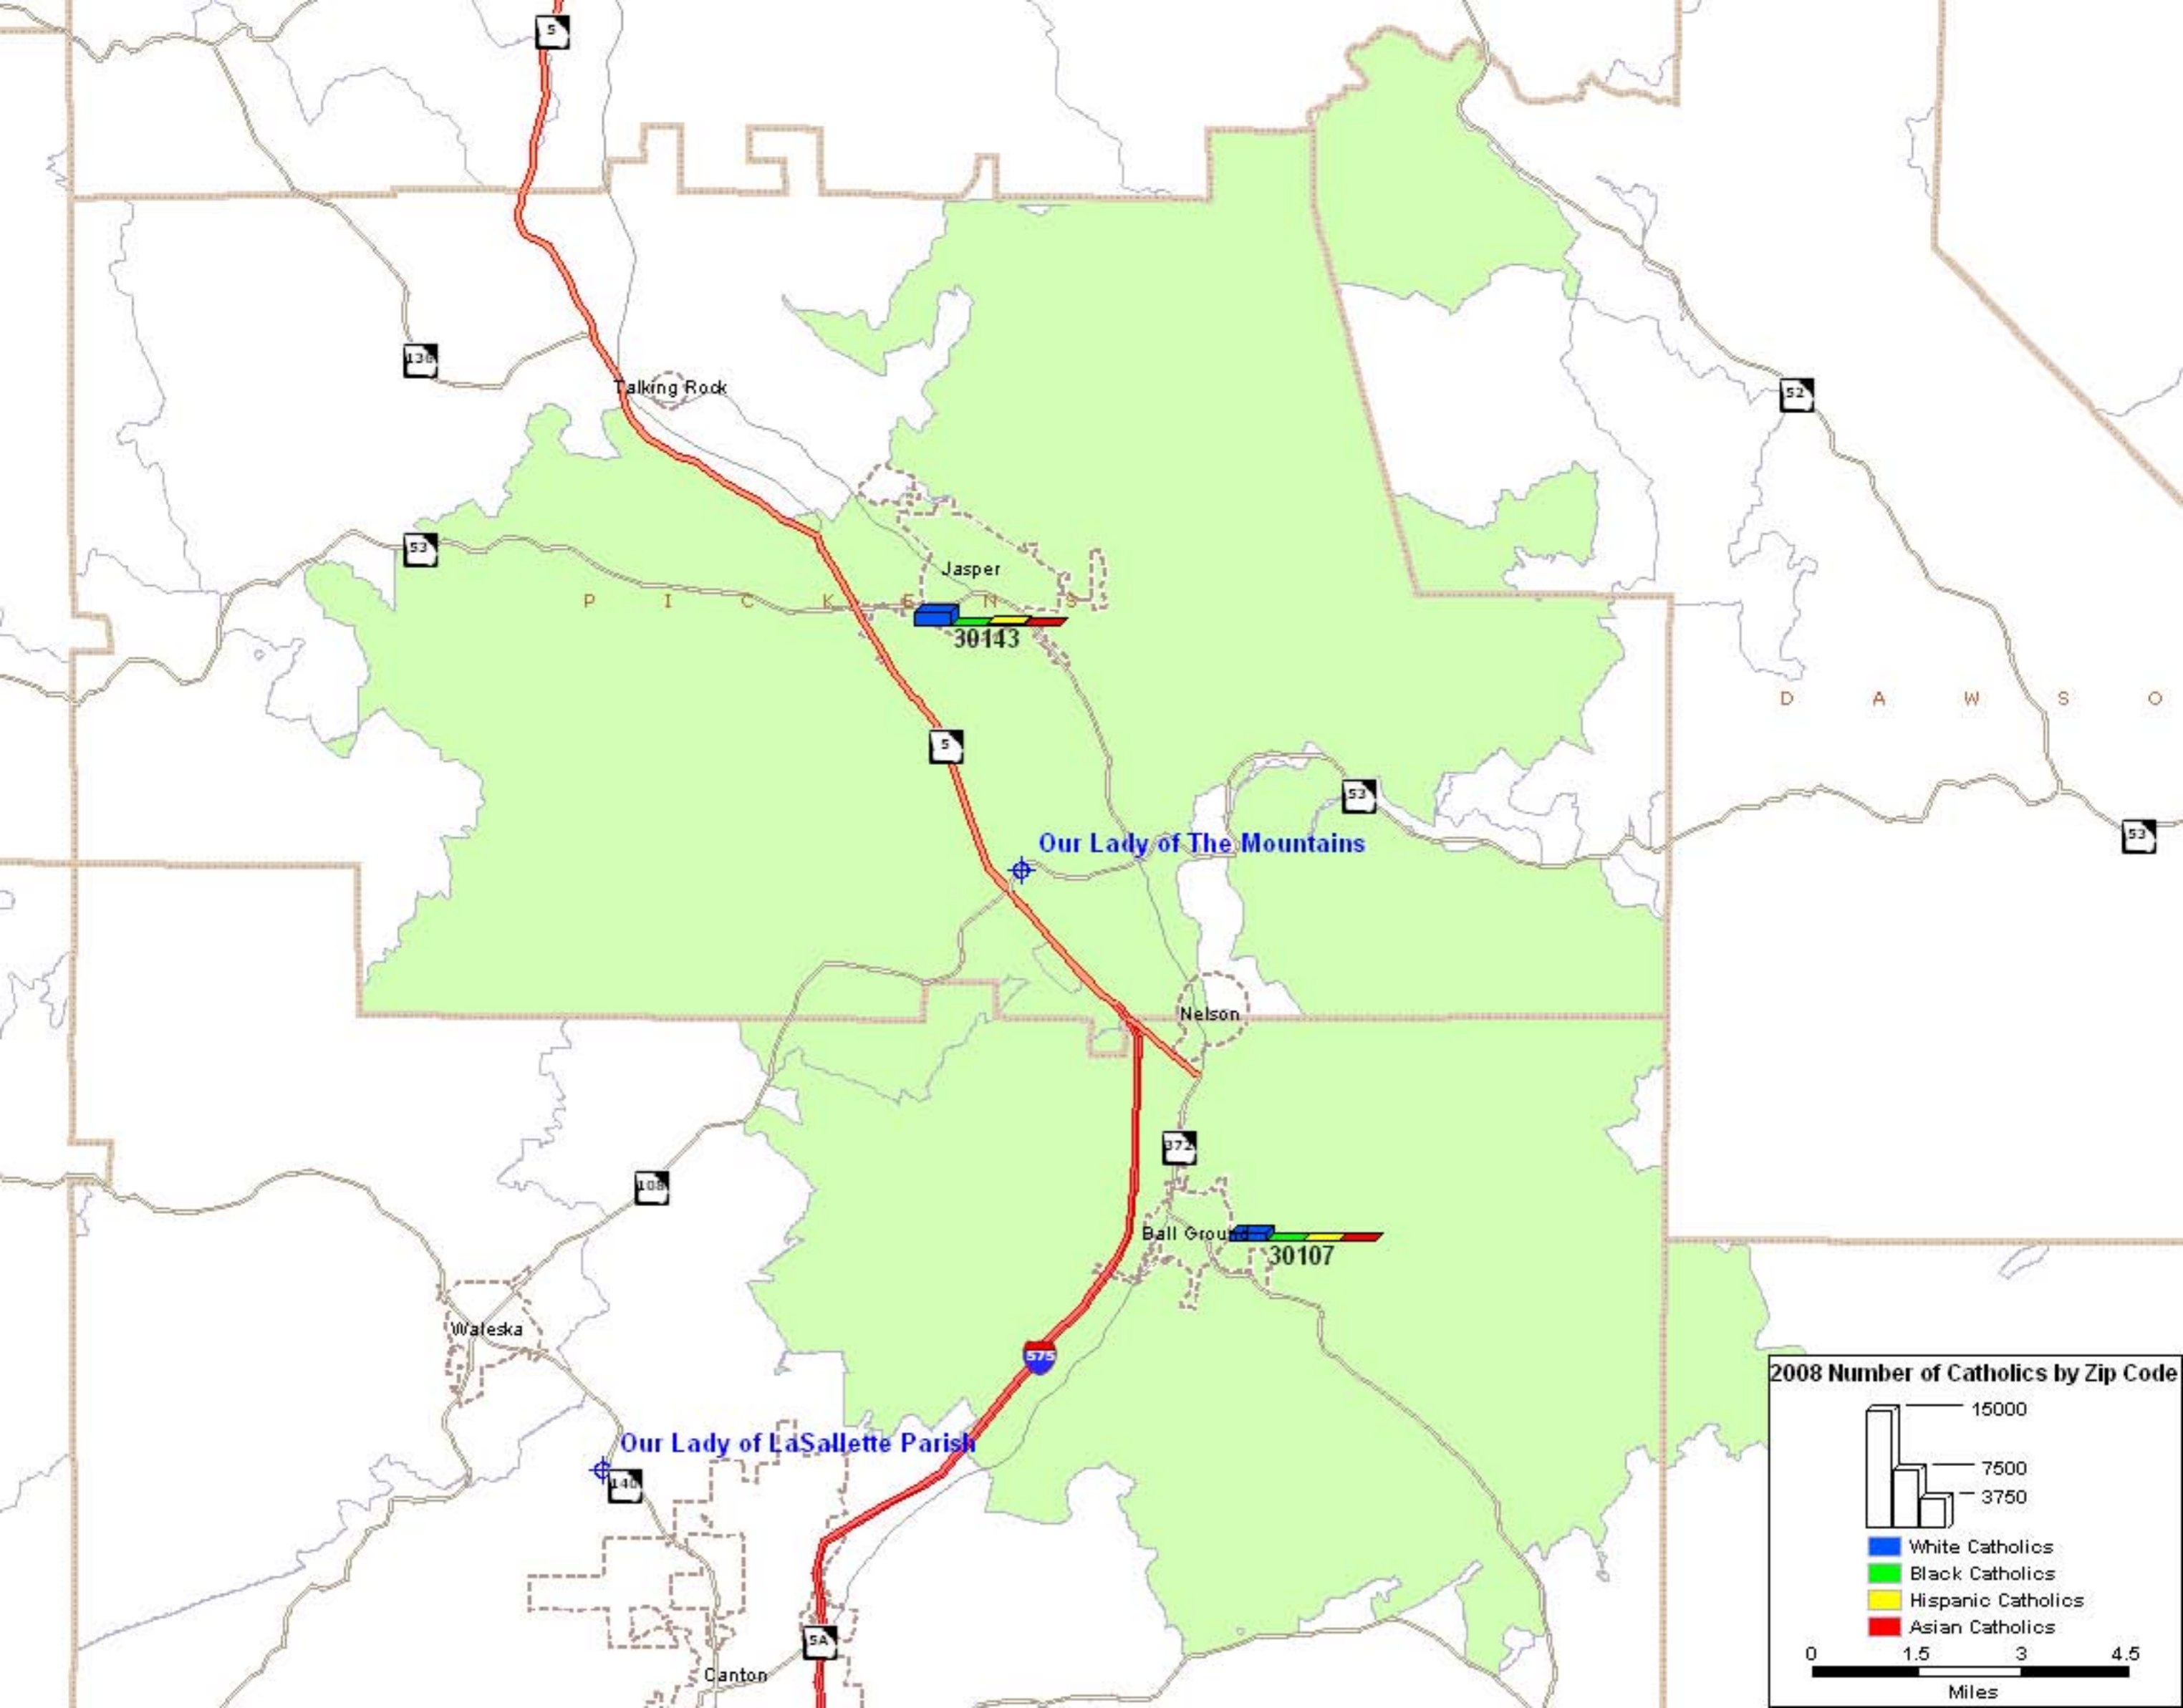 5
136
Talking Rock
52
53
Jasper
P I C K E N S
30143
D A W S O
5
53
53
Our Lady of The Mountains
Nelson
372
108
Ball Grou
30107
Waleska
575
Our Lady of LaSallette Parish
140
5A
Canton
2008 Number of Catholics by Zip Code
15000
7500
3750
White Catholics
Black Catholics
Hispanic Catholics
Asian Catholics
0 1.5 3 4.5
Miles